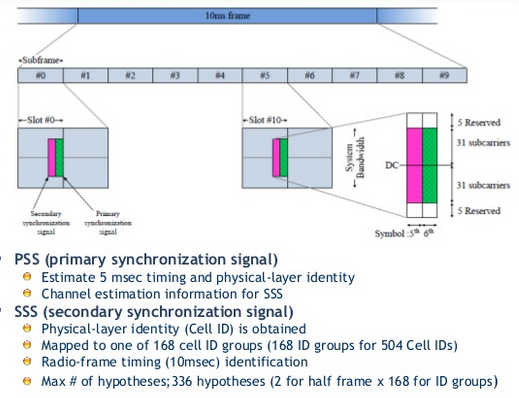 10ms frame
Subframe
#0 #1 #2 #3 #4 #5 #6 #7 #8 #9
Slot #0
Slot #10
Secondary synchronization signal
Primary synchronization signal
System Bandwidth
DC
5 Reserved
31 subcarriers
31 subcarriers
5 Reserved
Symbol :5th 6th
PSS (primary synchronization signal)
Estimate 5 msec timing and physical-layer identity
Channel estimation information for SSS
SSS (secondary synchronization signal)
Physical-layer identity (Cell ID) is obtained
Mapped to one of 168 cell ID groups (168 ID groups for 504 Cell IDs)
Radio-frame timing (10msec) identification
Max # of hypotheses;336 hypotheses (2 for half frame x 168 for ID groups)